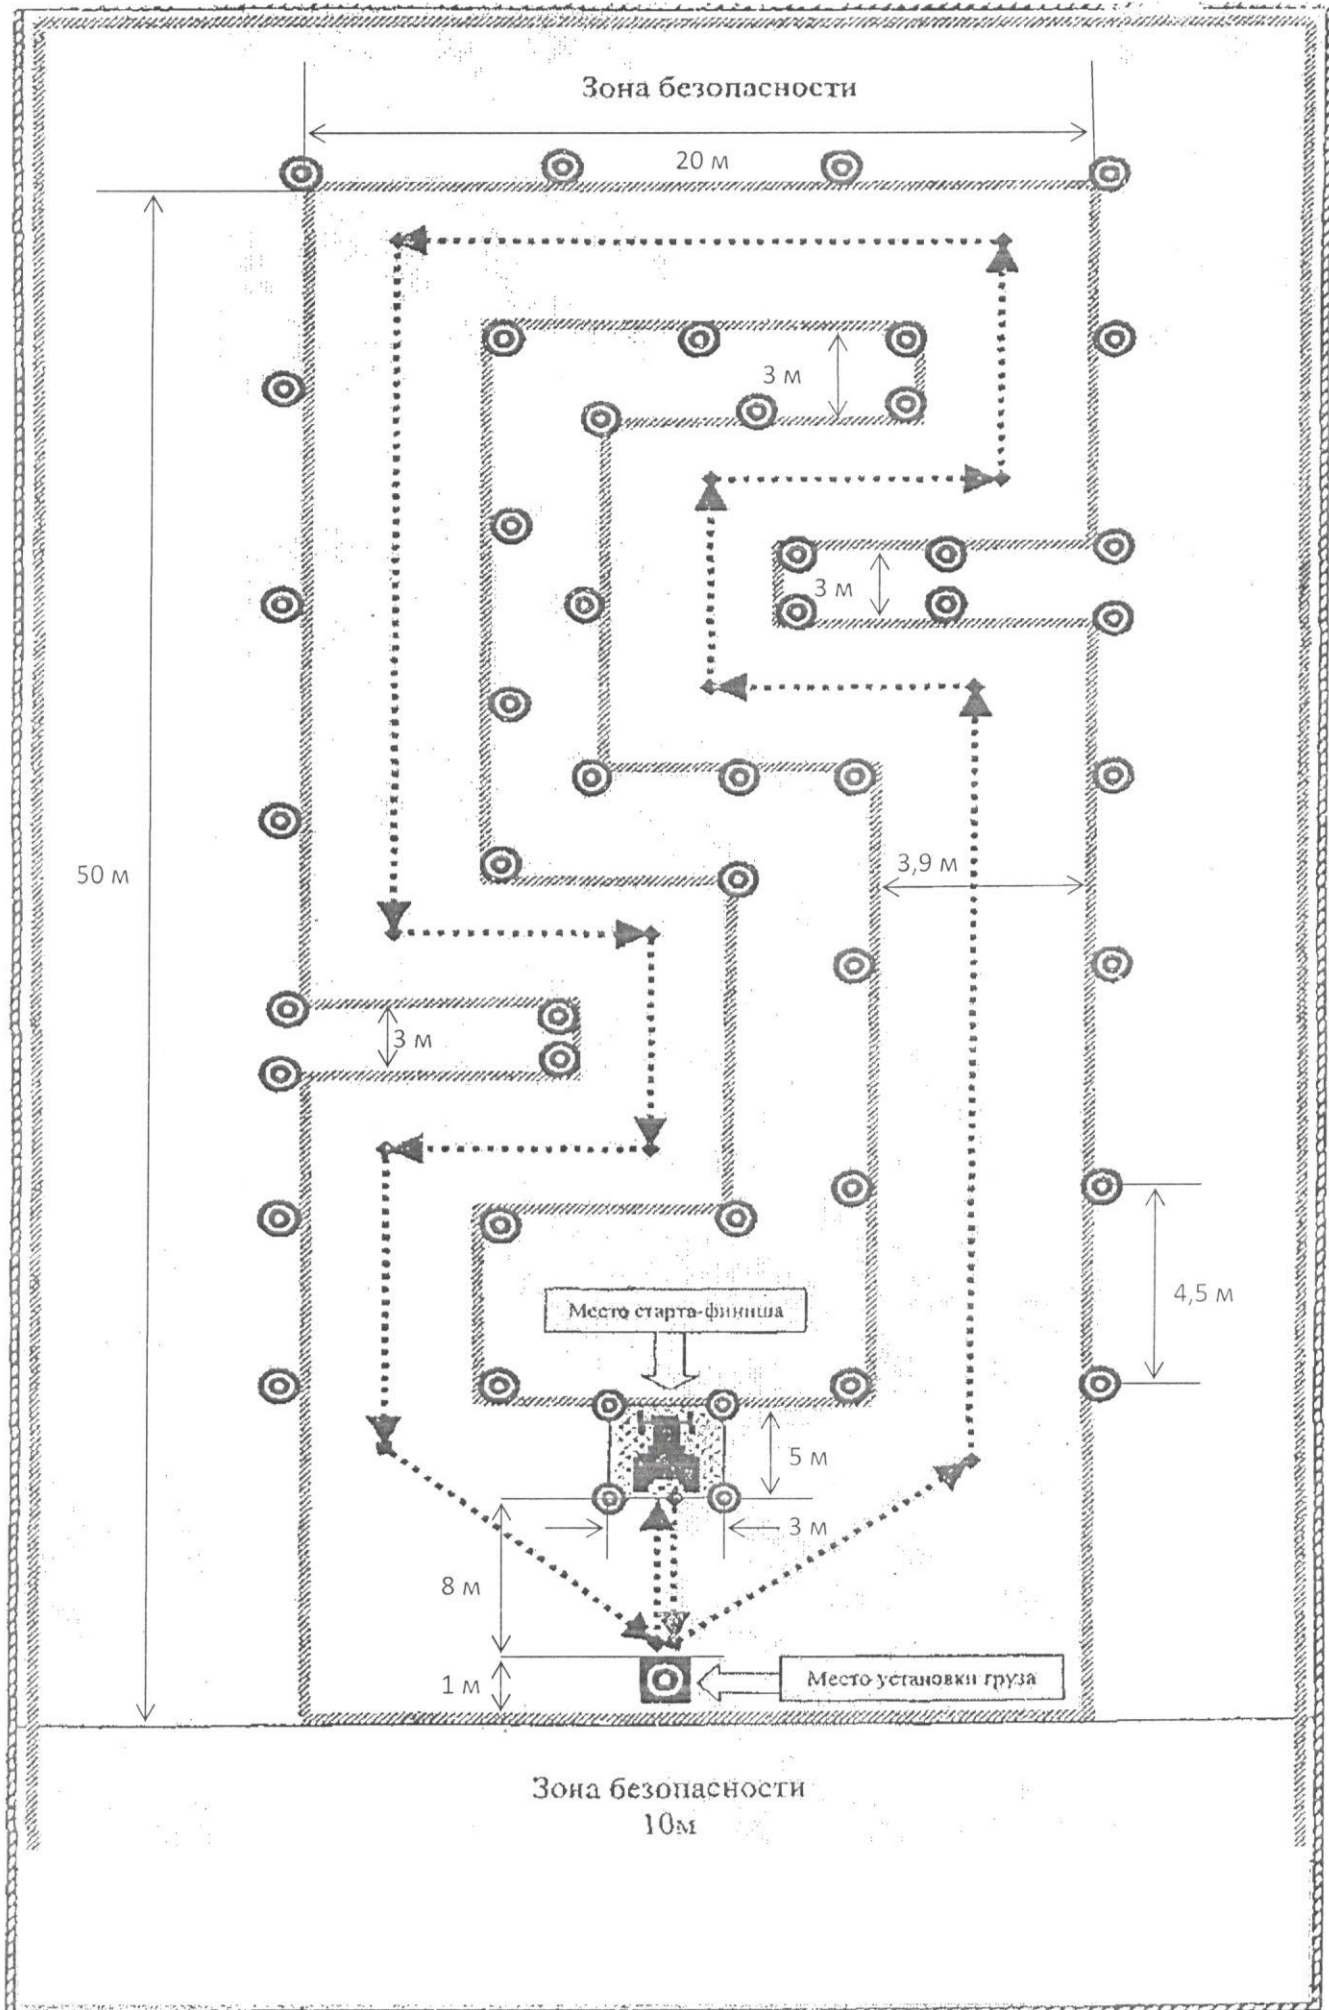 Зона безопасности
20 м
3 м
3 м
50 м
3,9 м
3 м
4,5 м
Место старта-финиша
5 м
3 м
8 м
1 м
Место установки груза
Зона безопасности
10м